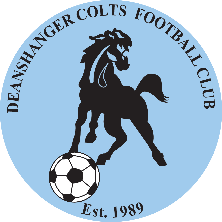 DEANSHANGER COLTS FOOTBALL CLUB
Est. 1989